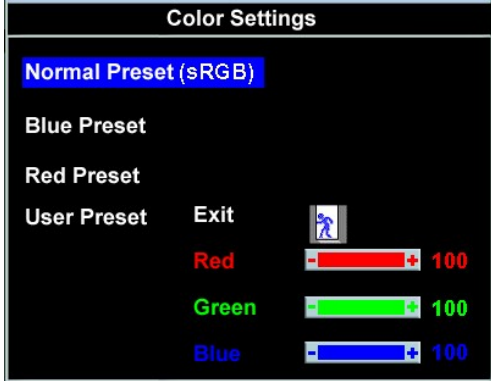 Color Settings
Normal Preset (sRGB)
Blue Preset
Red Preset
User Preset Exit
Red - + 100
Green - + 100
Blue - + 100